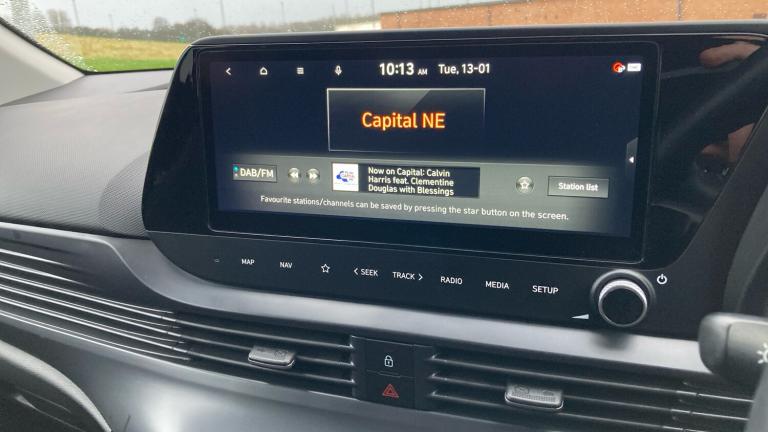 10:13 AM Tue, 13-01
Capital NE
DAB/FM
Now on Capital: Calvin
Harris feat. Clementine
Douglas with Blessings
Station list
Favourite stations/channels can be saved by pressing the star button on the screen.
MAP NAV < SEEK TRACK > RADIO MEDIA SETUP